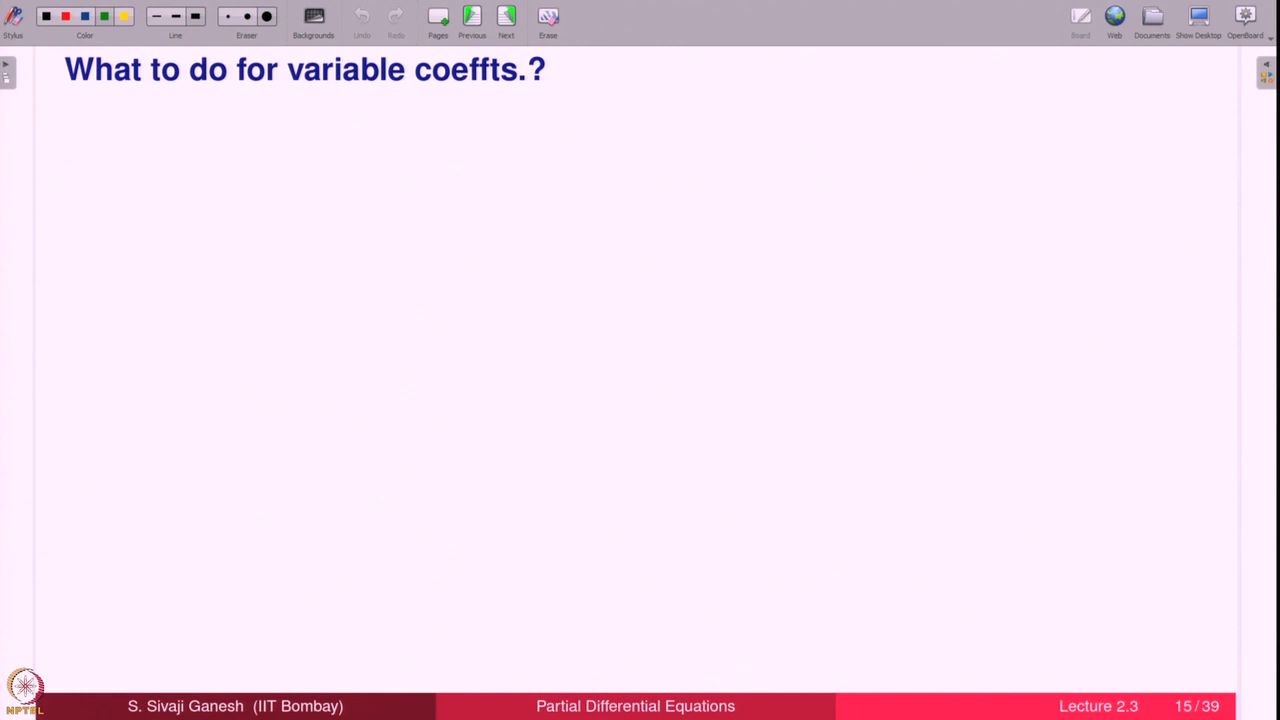 Stylus Color Line Eraser Backgrounds Undo Redo Pages Previous Next Erase Board Web Documents Show Desktop OpenBoard
What to do for variable coeffts.?
NPTEL
S. Sivaji Ganesh (IIT Bombay) Partial Differential Equations Lecture 2.3 15/39